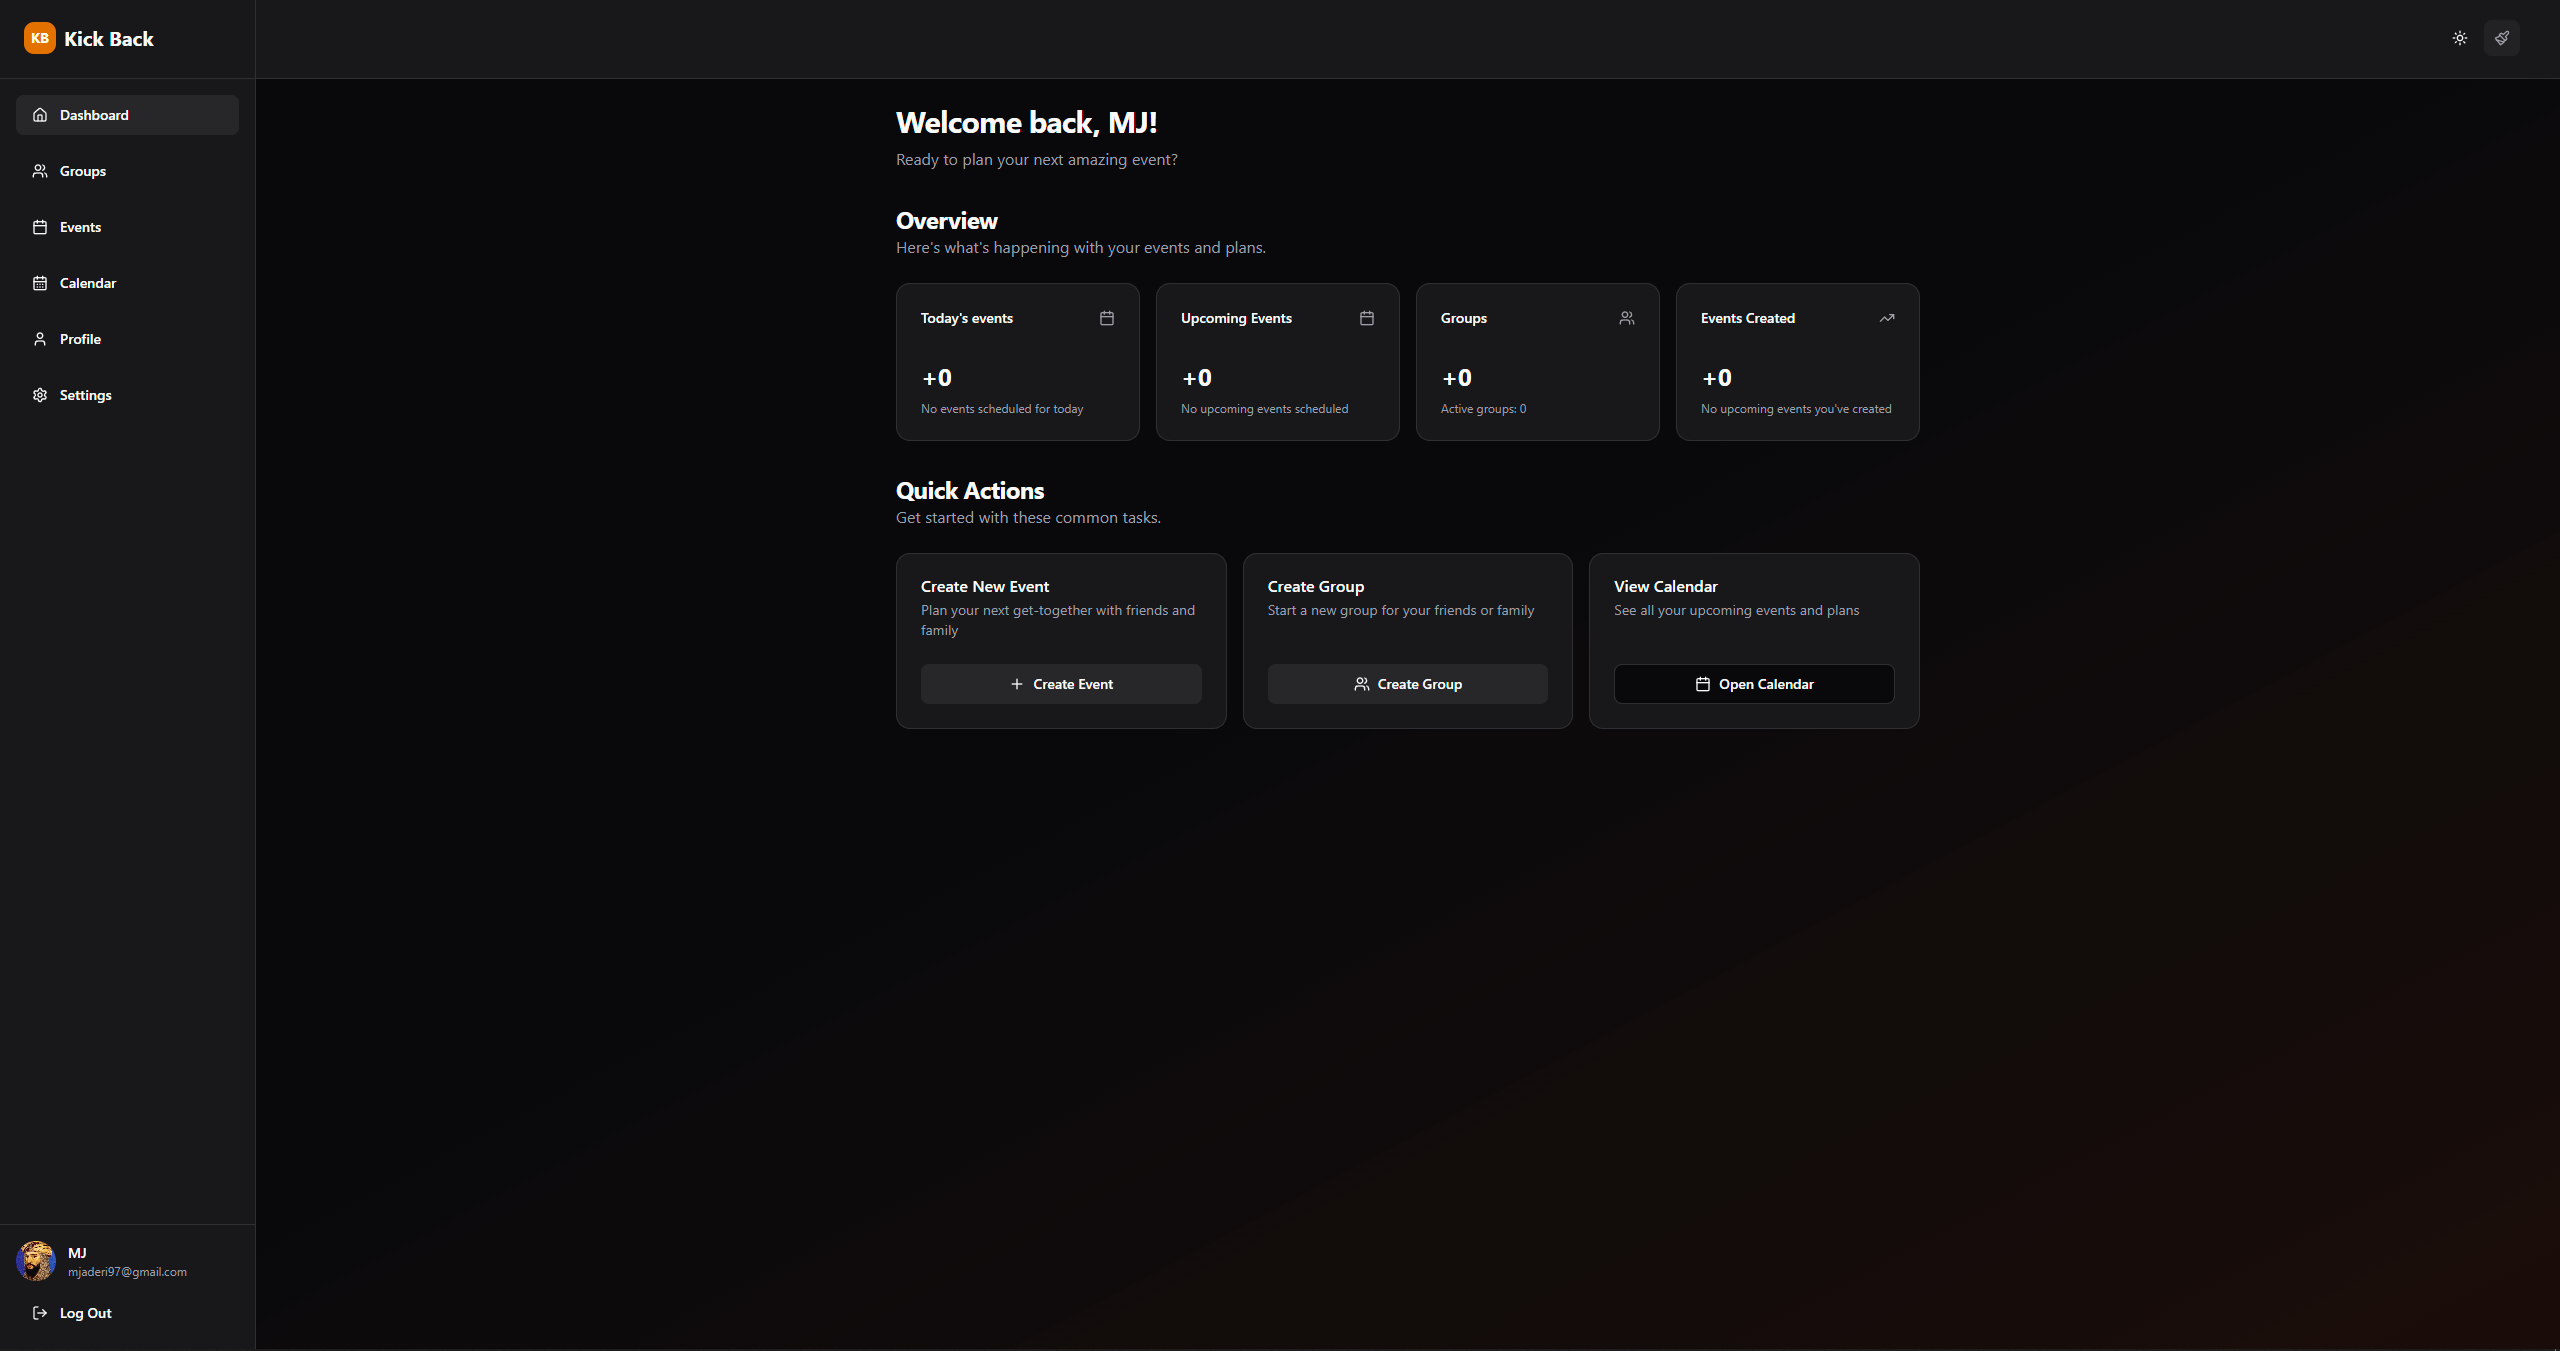 KB Kick Back
Dashboard
Groups
Events
Calendar
Profile
Settings
MJ
mjaderi97@gmail.com
Log Out
Welcome back, MJ!
Ready to plan your next amazing event?
Overview
Here's what's happening with your events and plans.
Today's events
+0
No events scheduled for today
Upcoming Events
+0
No upcoming events scheduled
Groups
+0
Active groups: 0
Events Created
+0
No upcoming events you've created
Quick Actions
Get started with these common tasks.
Create New Event
Plan your next get-together with friends and
family
Create Event
Create Group
Start a new group for your friends or family
Create Group
View Calendar
See all your upcoming events and plans
Open Calendar